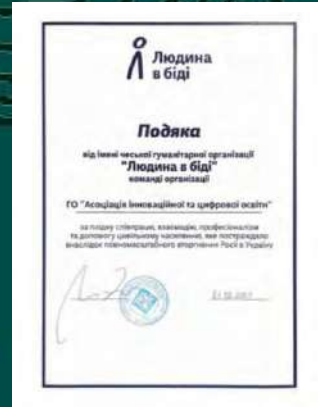 Людина
в біді
Подяка
від імені чеської гуманітарної організації
"Людина в біді"
команді організації
ГО "Асоціація інноваційної та цифрової освіти"
за плідну співпрацю, взаємодію, професіоналізм
та допомогу цивільному населенню, яке постраждало
внаслідок повномасштабного вторгнення Росії в Україну